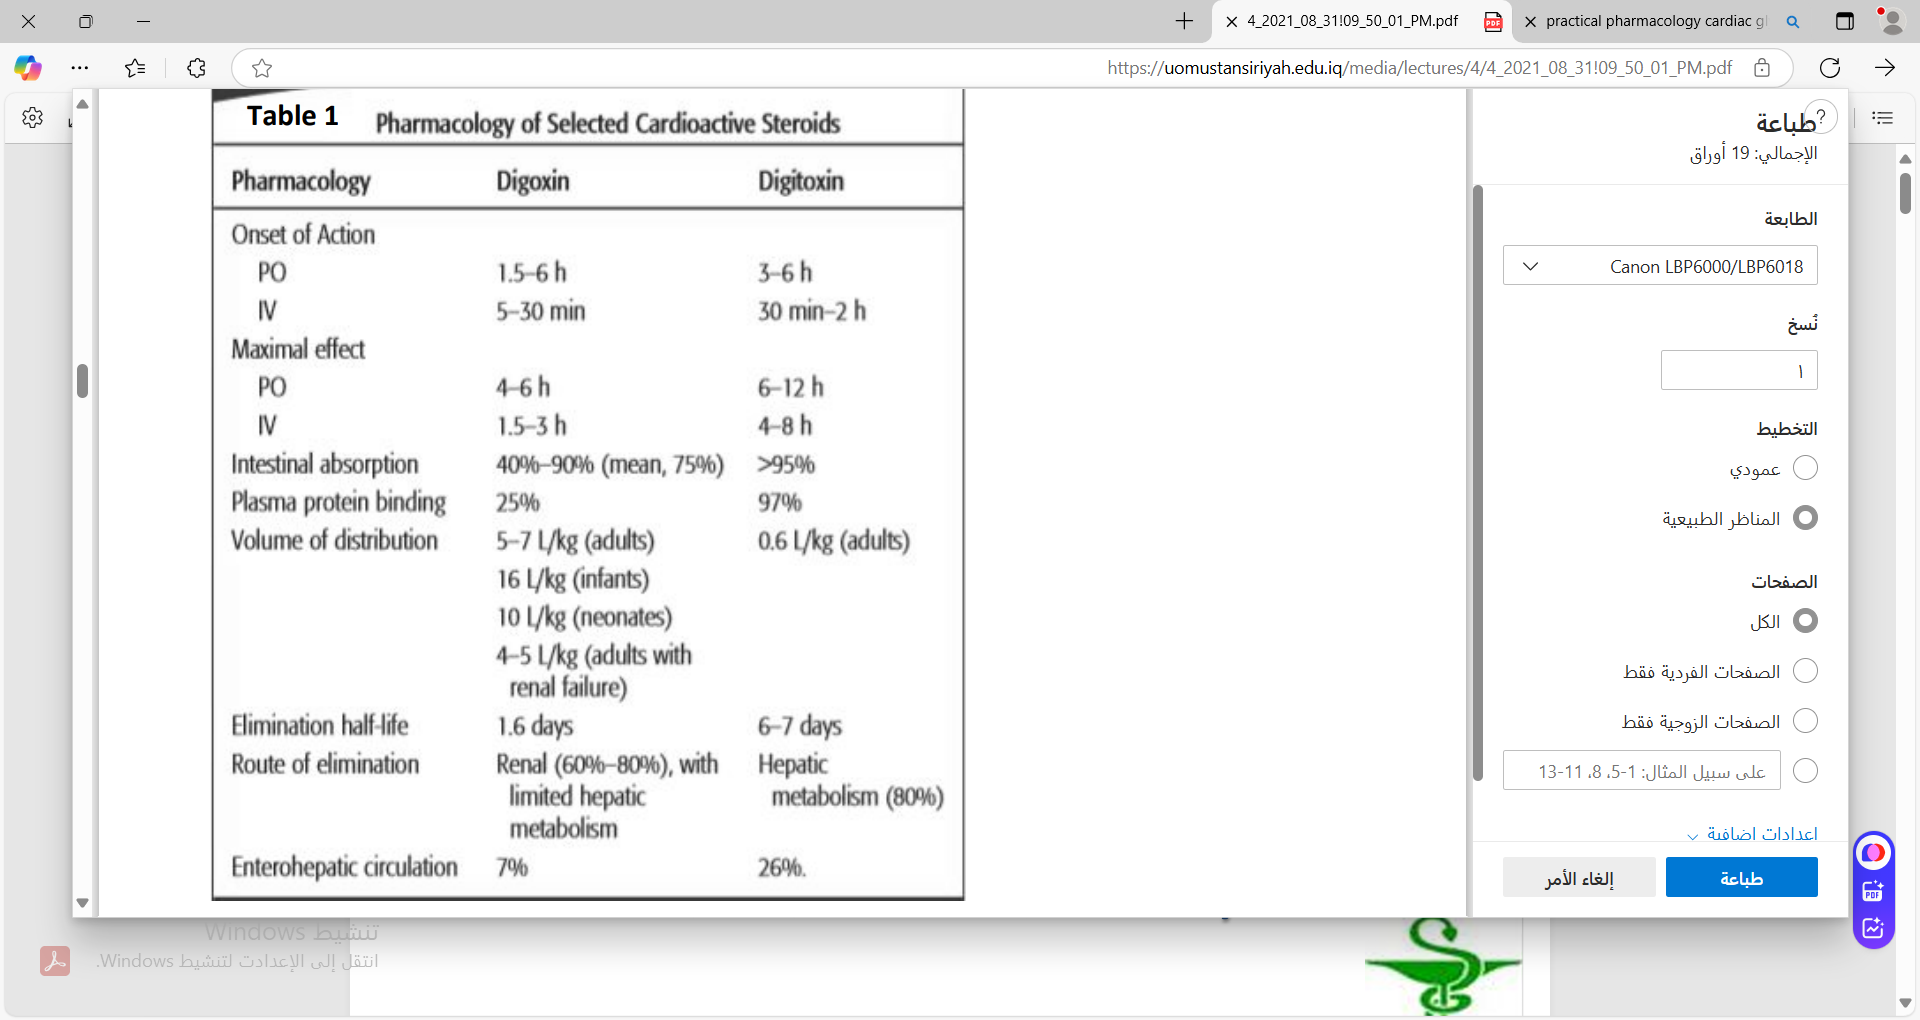 4_2021_08_31!09_50_01_PM.pdf
practical pharmacology cardiac gl
https://uomustansiriyah.edu.iq/media/lectures/4/4_2021_08_31!09_50_01_PM.pdf
Table 1 Pharmacology of Selected Cardioactive Steroids
Pharmacology Digoxin Digitoxin
Onset of Action
PO 1.5–6 h 3–6 h
IV 5–30 min 30 min–2 h
Maximal effect
PO 4–6 h 6–12 h
IV 1.5–3 h 4–8 h
Intestinal absorption 40%–90% (mean, 75%) >95%
Plasma protein binding 25% 97%
Volume of distribution 5–7 L/kg (adults) 0.6 L/kg (adults)
16 L/kg (infants)
10 L/kg (neonates)
4–5 L/kg (adults with
renal failure)
Elimination half-life 1.6 days 6–7 days
Route of elimination Renal (60%–80%), with Hepatic
limited hepatic metabolism (80%)
metabolism
Enterohepatic circulation 7% 26%.
طباعة
?
الإجمالي: 19 أوراق
الطابعة
Canon LBP6000/LBP6018
نُسخ
١
التخطيط
عمودي
المناظر الطبيعية
الصفحات
الكل
الصفحات الفردية فقط
الصفحات الزوجية فقط
على سبيل المثال: 1-5، 8، 11-13
اعدادات اضافية
طباعة
إلغاء الأمر
PDF
تنشيط Windows
انتقل إلى الإعدادات لتنشيط Windows.